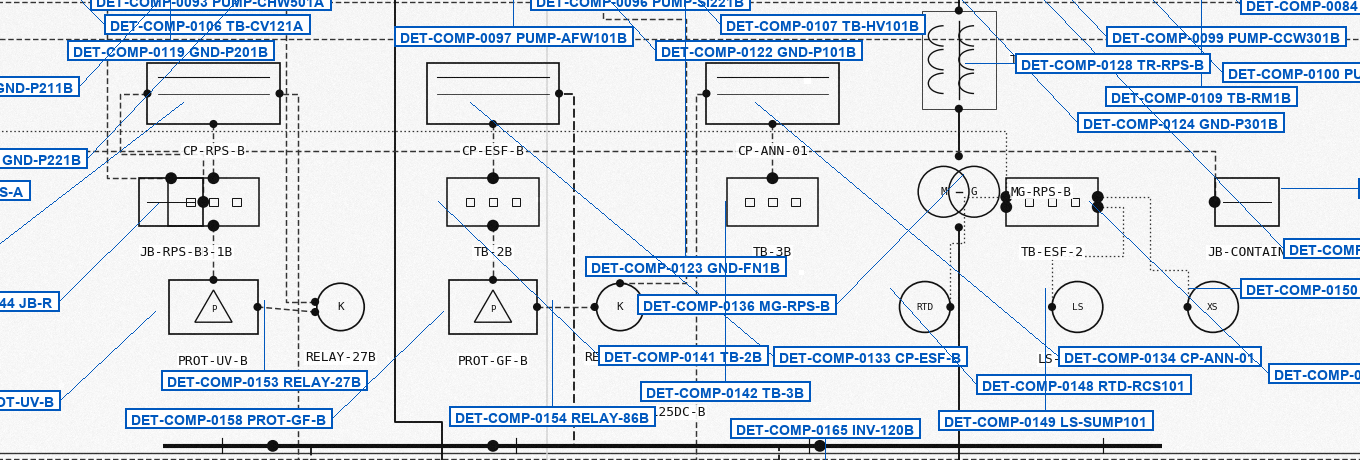 DET-COMP-0093 PUMP-CHW501A
DET-COMP-0096 PUMP-SI221B
DET-COMP-0084
DET-COMP-0106 TB-CV121A
DET-COMP-0107 TB-HV101B
DET-COMP-0097 PUMP-AFW101B
DET-COMP-0099 PUMP-CCW301B
DET-COMP-0119 GND-P201B
DET-COMP-0122 GND-P101B
DET-COMP-0128 TR-RPS-B
DET-COMP-0100 PU
GND-P211B
DET-COMP-0109 TB-RM1B
DET-COMP-0124 GND-P301B
CP-RPS-B
CP-ESF-B
CP-ANN-01
GND-P221B
S-A
M
G
MG-RPS-B
JB-RPS-B
3-1B
TB-2B
TB-3B
TB-ESF-2
JB-CONTAIN
DET-COMP
DET-COMP-0123 GND-FN1B
DET-COMP-0150
44 JB-R
P
K
P
K
DET-COMP-0136 MG-RPS-B
RTD
LS
XS
PROT-UV-B
RELAY-27B
PROT-GF-B
RE
DET-COMP-0141 TB-2B
DET-COMP-0133 CP-ESF-B
LS-
DET-COMP-0134 CP-ANN-01
DET-COMP-0153 RELAY-27B
DET-COMP-0148 RTD-RCS101
DET-COMP-0
DET-COMP-0142 TB-3B
OT-UV-B
DET-COMP-0158 PROT-GF-B
DET-COMP-0154 RELAY-86B
25DC-B
DET-COMP-0149 LS-SUMP101
DET-COMP-0165 INV-120B